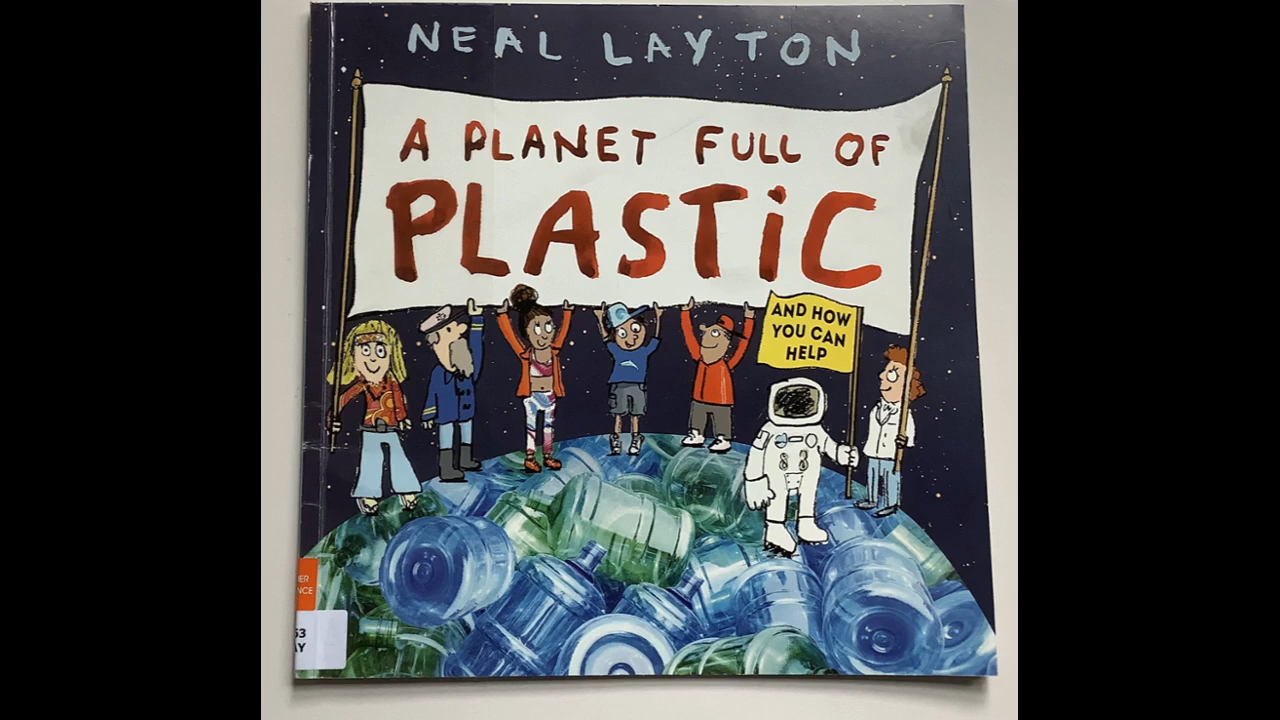 NEAL LAYTON
A PLANET FULL OF
PLASTiC
AND HOW
YOU CAN
HELP